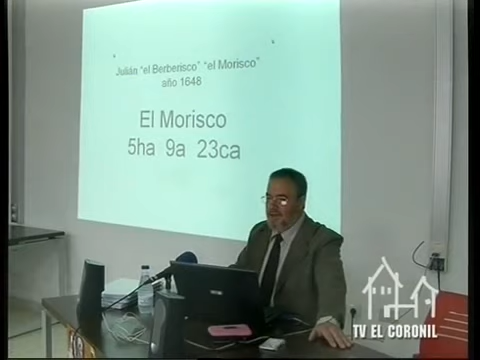 Julián "el Berberisco" "el Morisco"
año 1648
El Morisco
5ha 9a 23ca
TV EL CORONIL